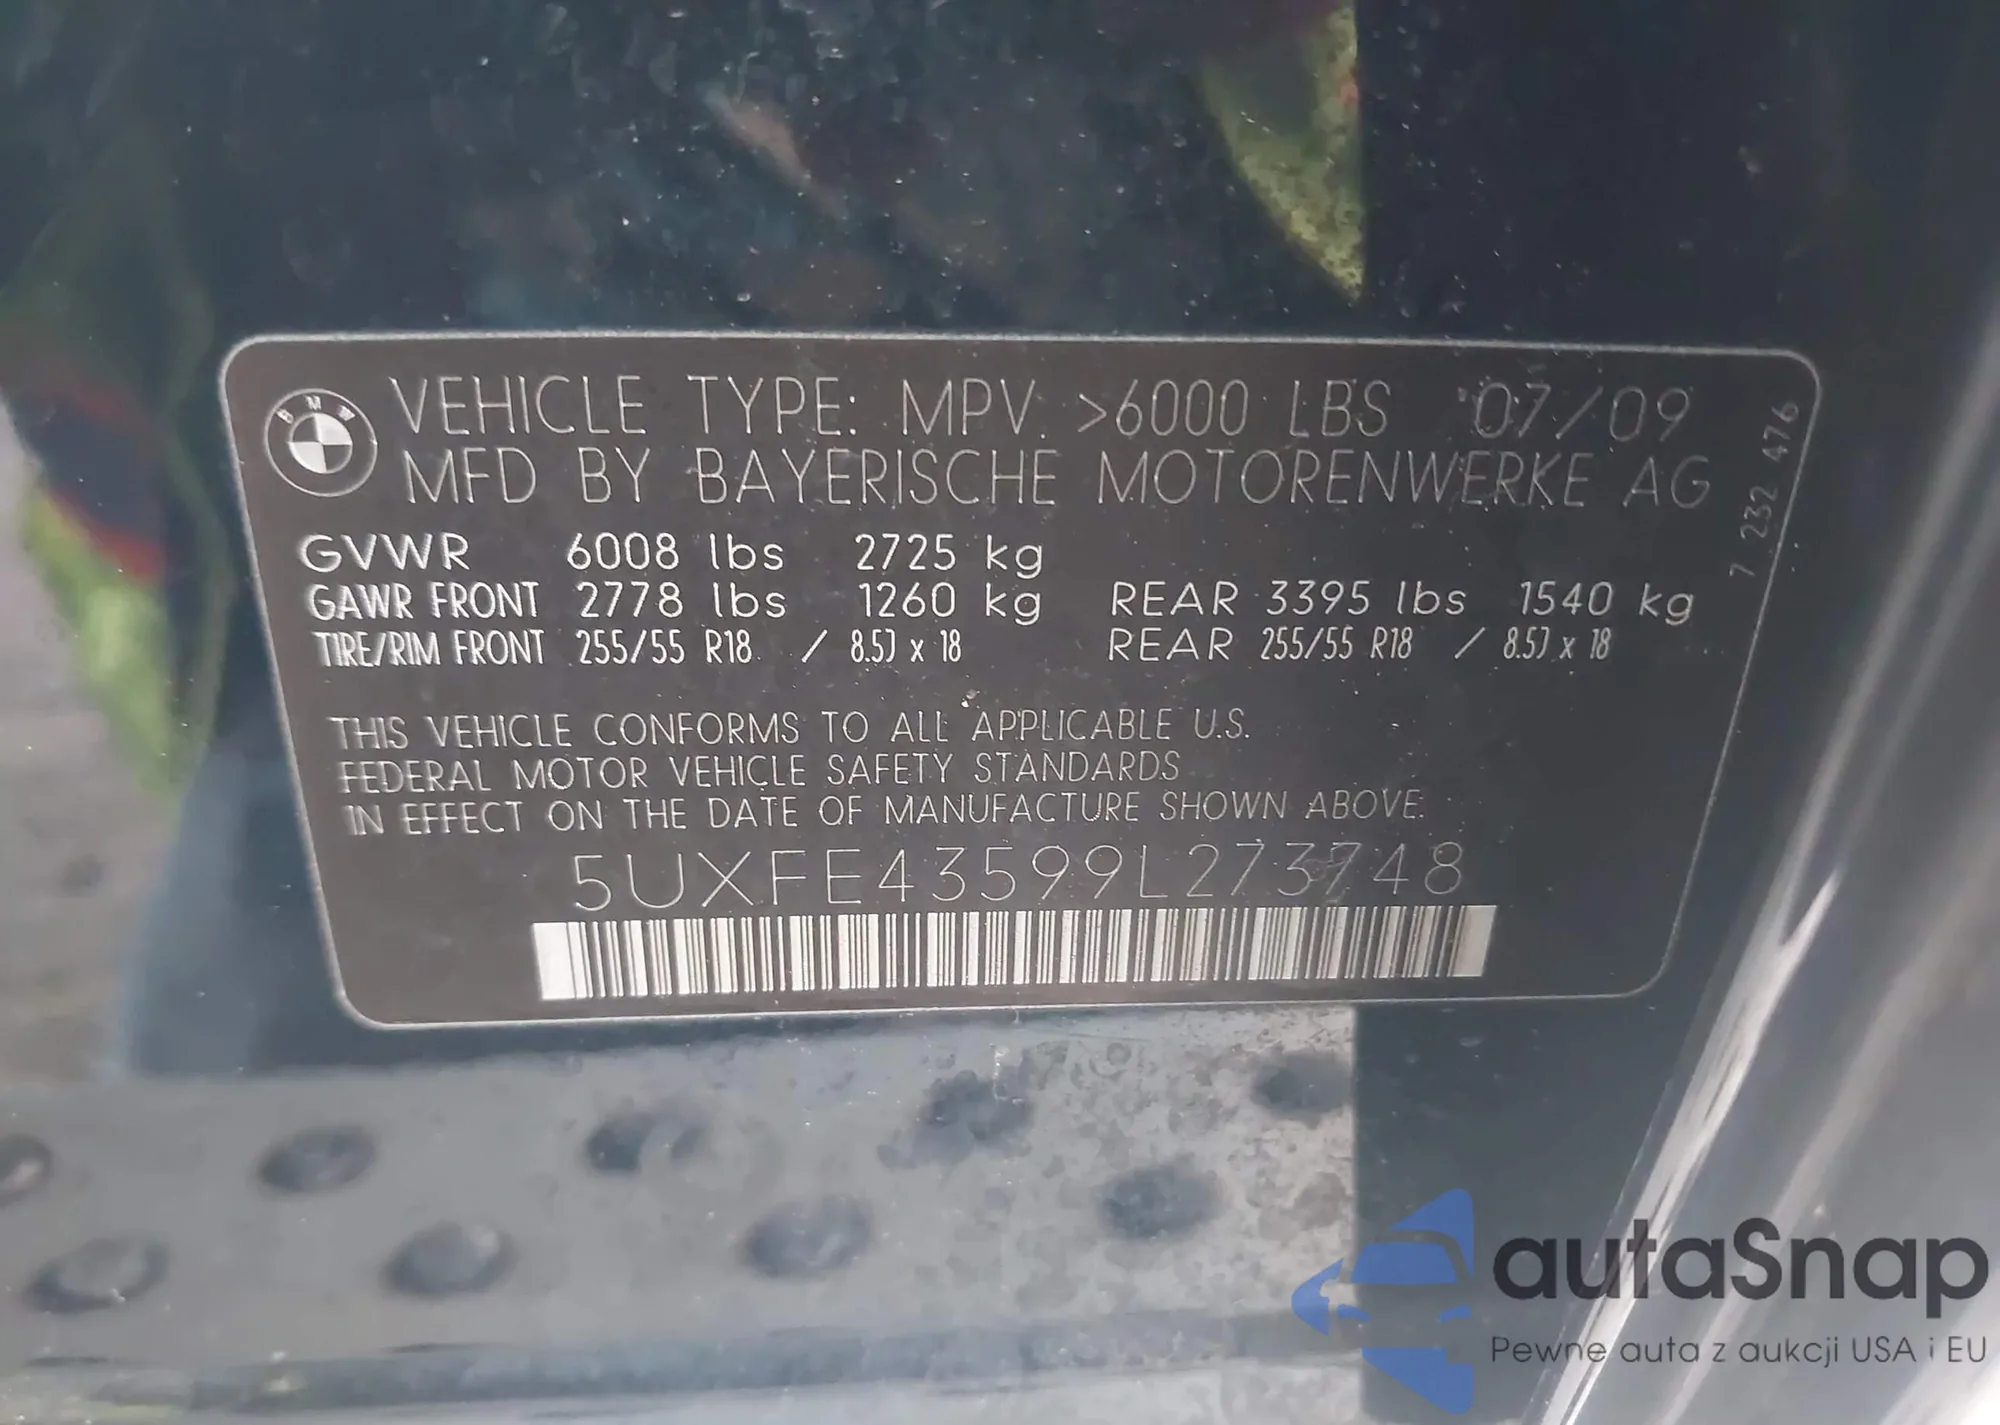 BMW
VEHICLE TYPE: MPV. >6000 LBS 07/09
MFD BY BAYERISCHE MOTORENWERKE AG
GVWR 6008 lbs 2725 kg
GAWR FRONT 2778 lbs 1260 kg REAR 3395 lbs 1540 kg
TIRE/RIM FRONT 255/55 R18 / 8.5J x 18 REAR 255/55 R18 / 8.5J x 18
7 232 476
THIS VEHICLE CONFORMS TO ALL APPLICABLE U.S.
FEDERAL MOTOR VEHICLE SAFETY STANDARDS
IN EFFECT ON THE DATE OF MANUFACTURE SHOWN ABOVE.
5UXFE43599L273748
autaSnap
Pewne auta z aukcji USA i EU